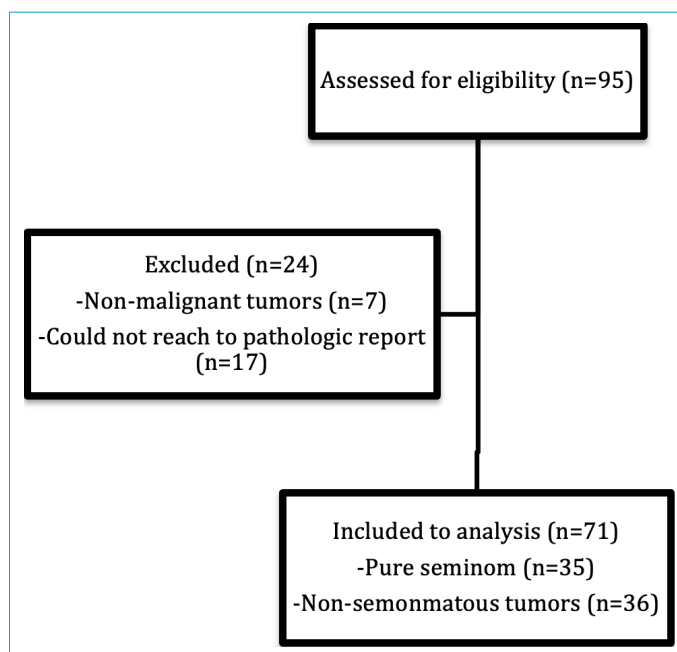 Assessed for eligibility (n=95)
Excluded (n=24)
-Non-malignant tumors (n=7)
-Could not reach to pathologic report
(n=17)
Included to analysis (n=71)
-Pure seminom (n=35)
-Non-semonmatous tumors (n=36)